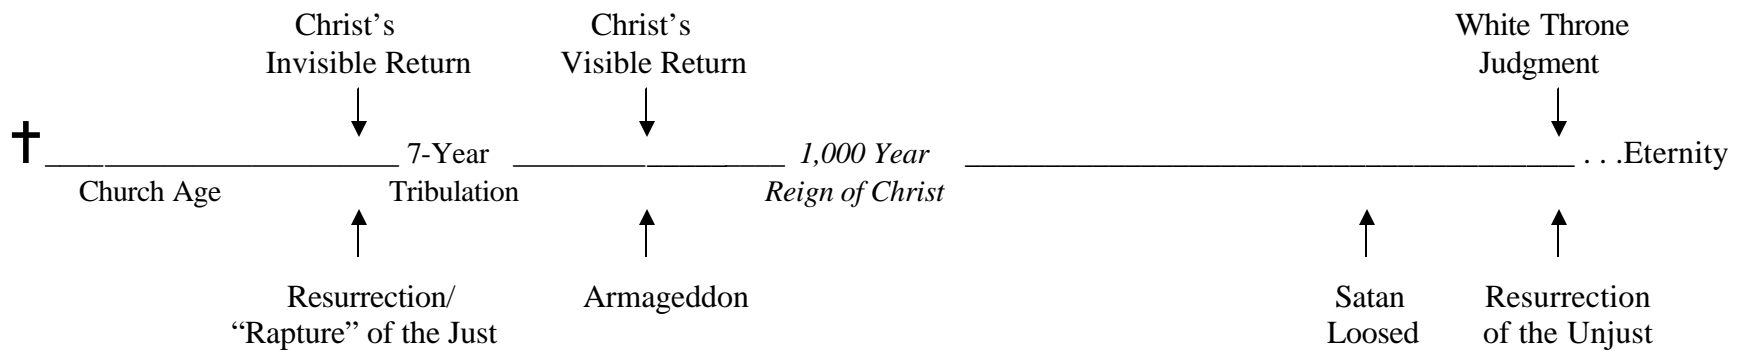 Christ’s Christ’s White Throne
Invisible Return Visible Return Judgment
✝ 7-Year 1,000 Year . . .Eternity
Church Age Tribulation Reign of Christ
Resurrection/ Armageddon Satan Resurrection
“Rapture” of the Just Loosed of the Unjust